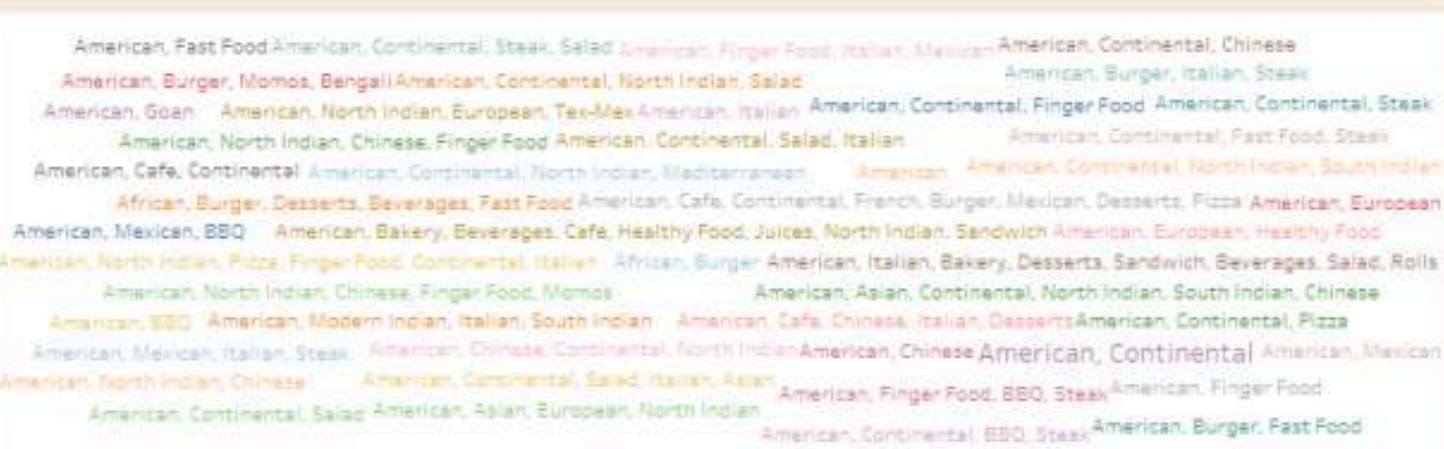 American, Fast Food American, Continental, Steak, Salad American, Finger Food, Italian, Mexican American, Continental, Chinese
American, Burger, Momos, Bengali American, Continental, North Indian, Salad American, Burger, Italian, Steak
American, Goan American, North Indian, European, Tex-Mex American, Italian American, Continental, Finger Food American, Continental, Steak
American, North Indian, Chinese, Finger Food American, Continental, Salad, Italian American, Continental, Fast Food, Steak
American, Cafe, Continental American, Continental, North Indian, Mediterranean American American, Continental, North Indian, South Indian
African, Burger, Desserts, Beverages, Fast Food American, Cafe, Continental, French, Burger, Mexican, Desserts, Pizza American, European
American, Mexican, BBQ American, Bakery, Beverages, Cafe, Healthy Food, Juices, North Indian, Sandwich American, European, Healthy Food
American, North Indian, Pizza, Finger Food, Continental, Italian African, Burger American, Italian, Bakery, Desserts, Sandwich, Beverages, Salad, Rolls
American, North Indian, Chinese, Finger Food, Momos American, Asian, Continental, North Indian, South Indian, Chinese
American, BBQ American, Modern Indian, Italian, South Indian American, Cafe, Chinese, Italian, Desserts American, Continental, Pizza
American, Mexican, Italian, Steak American, Chinese, Continental, North Indian American, Chinese American, Continental American, Mexican
American, North Indian, Chinese American, Continental, Salad, Italian, Asian American, Finger Food, BBQ, Steak American, Finger Food
American, Continental, Salad American, Asian, European, North Indian
American, Continental, BBQ, Steak American, Burger, Fast Food